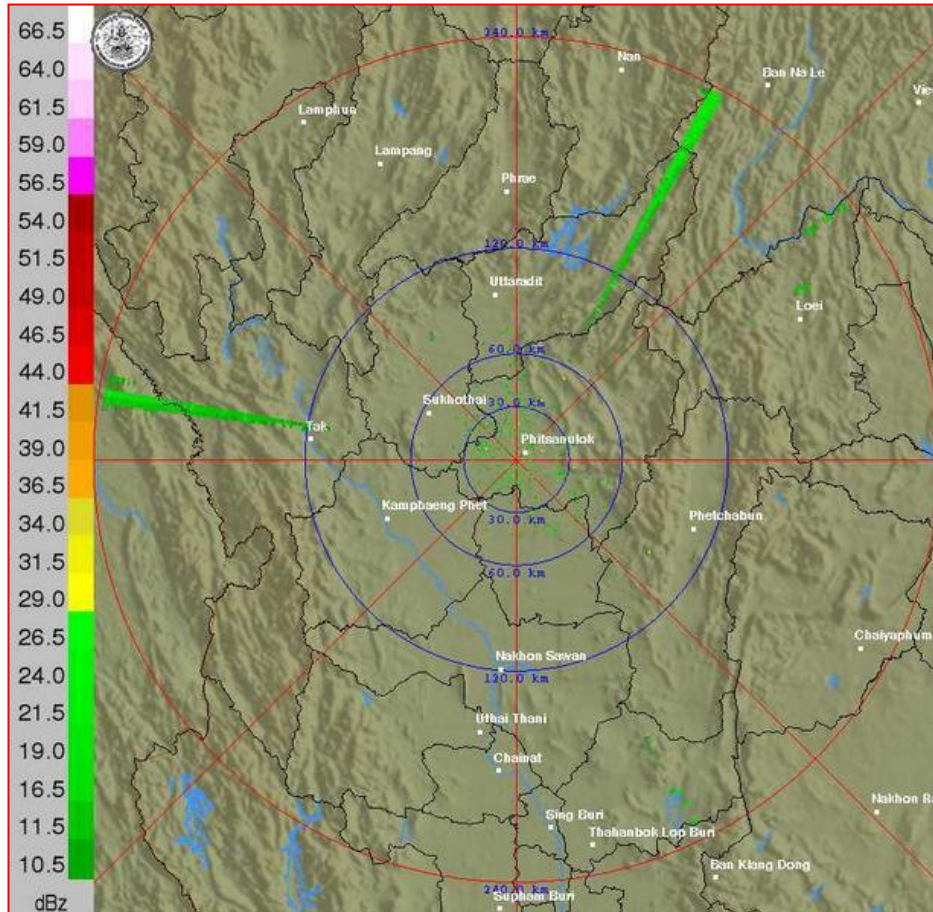 66.5
64.0
61.5
59.0
56.5
54.0
51.5
49.0
46.5
44.0
41.5
39.0
36.5
34.0
31.5
29.0
26.5
24.0
21.5
19.0
16.5
11.5
10.5
dBz
240.0 km
Nan
Ban Na Le
Vie
Lamphun
Lampang
Phrae
120.0 km
Uttaradit
Loei
60.0 km
Sukhothai
30.0 km
Tak
Phitsanulok
Kamphaeng Phet
30.0 km
Phetchabun
60.0 km
Chaiyaphum
Nakhon Sawan
120.0 km
Uthai Thani
Chainat
Nakhon Ra
Sing Buri
Thahanbok Lop Buri
Ban Klang Dong
240.0 km
Supham Buri